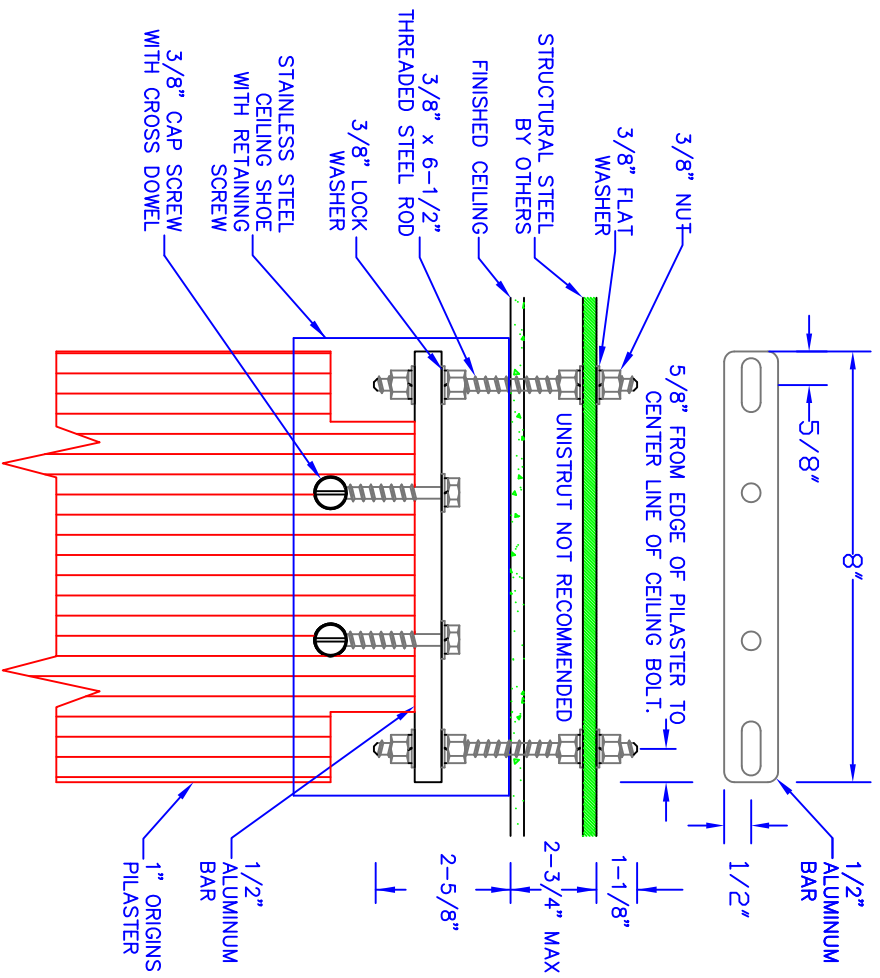 3/8" NUT
3/8" FLAT
WASHER
STRUCTURAL STEEL
BY OTHERS
FINISHED CEILING
3/8" x 6-1/2"
THREADED STEEL ROD
3/8" LOCK
WASHER
STAINLESS STEEL
CEILING SHOE
WITH RETAINING
SCREW
3/8" CAP SCREW
WITH CROSS DOWEL
5/8"
8"
5/8" FROM EDGE OF PILASTER TO
CENTER LINE OF CEILING BOLT.
UNISTRUT NOT RECOMMENDED
1/2"
ALUMINUM
BAR
1/2"
1-1/8"
2-3/4" MAX
2-5/8"
1/2"
ALUMINUM
BAR
1" ORIGINS
PILASTER